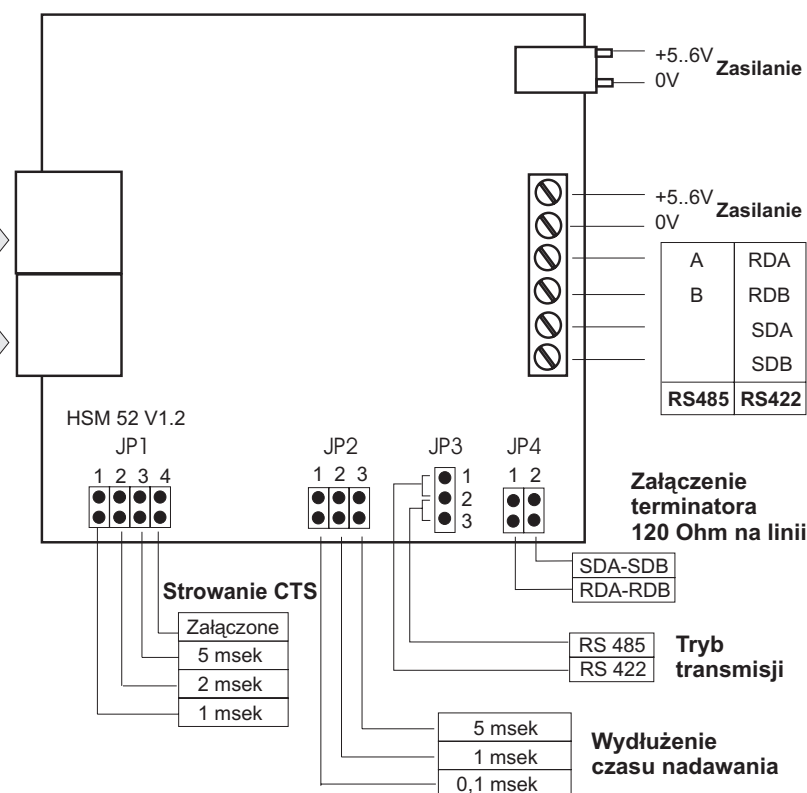 +5..6V
0V
Zasilanie
+5..6V
0V
Zasilanie
A RDA
B RDB
SDA
SDB
RS485 RS422
HSM 52 V1.2
JP1 JP2 JP3 JP4
1 2 3 4
1 2 3
1
2
3
1 2
Załączenie
terminatora
120 Ohm na linii
SDA-SDB
RDA-RDB
Strowanie CTS
Załączone
5 msek
2 msek
1 msek
RS 485
RS 422
Tryb
transmisji
5 msek
1 msek
0,1 msek
Wydłużenie
czasu nadawania